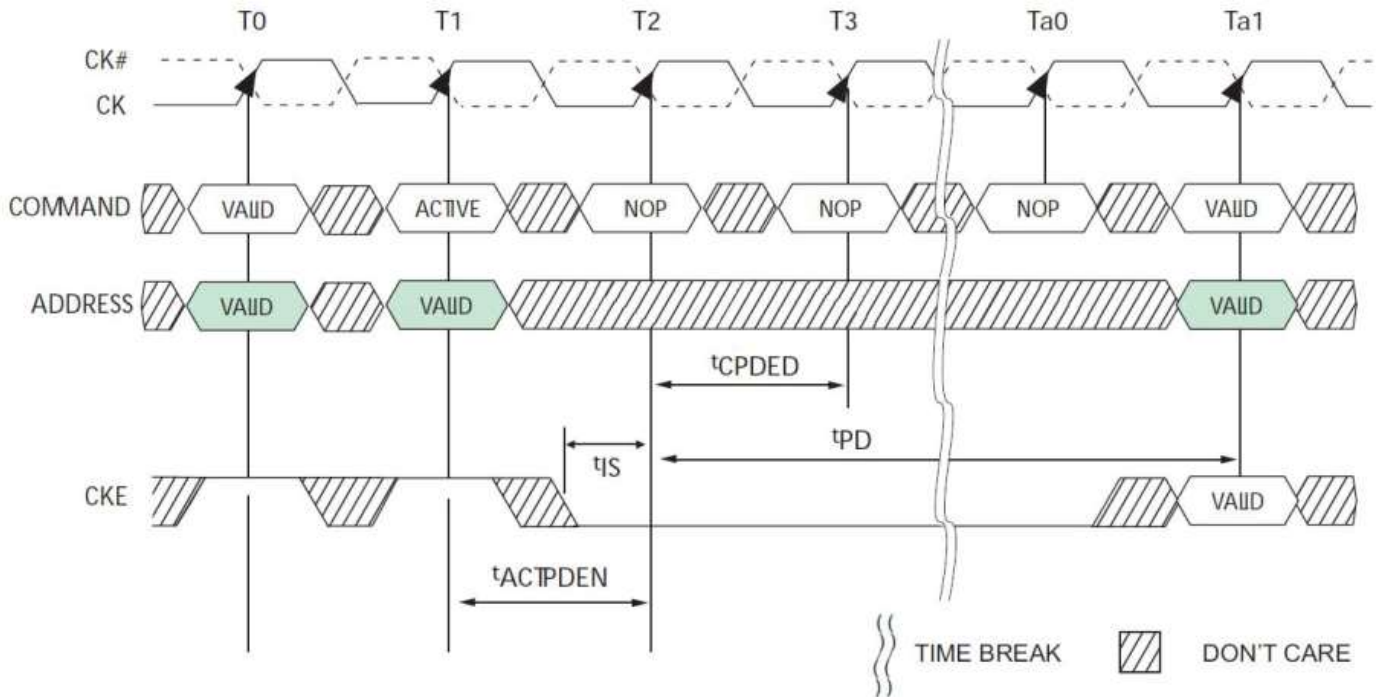 T0 T1 T2 T3 Ta0 Ta1
CK#
CK
COMMAND VALID ACTIVE NOP NOP NOP VALID
ADDRESS VALID VALID VALID
tCPDED
tIS tPD
CKE VALID
tACTPDEN
TIME BREAK DON'T CARE